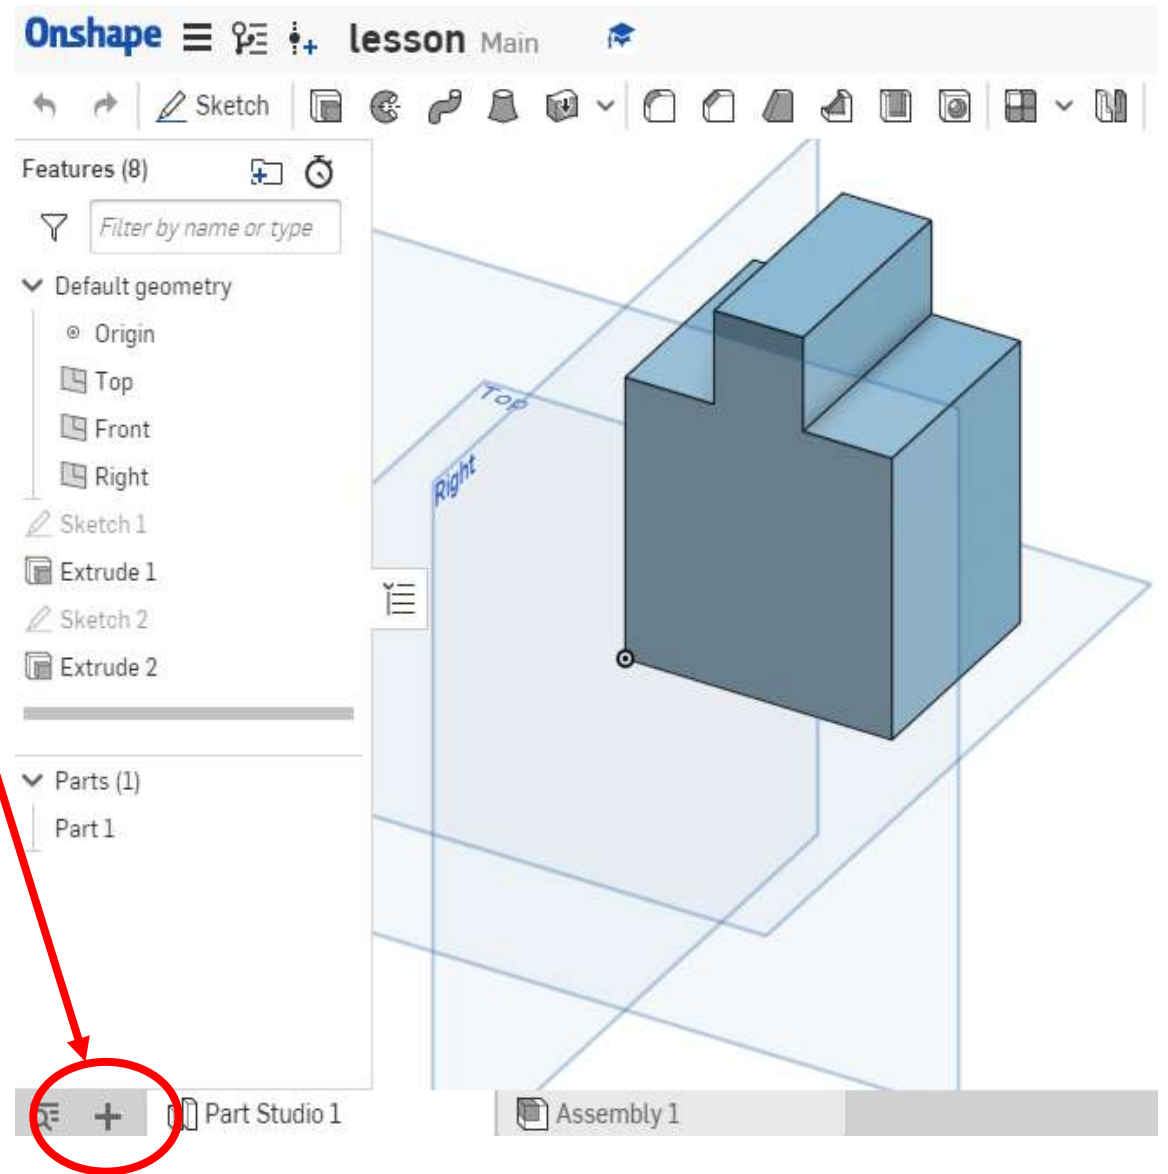 Onshape lesson Main
Sketch
Features (8)
Filter by name or type
Default geometry
Origin
Top
Front
Right
Sketch 1
Extrude 1
Sketch 2
Extrude 2
Parts (1)
Part 1
Top
Right
Part Studio 1 Assembly 1